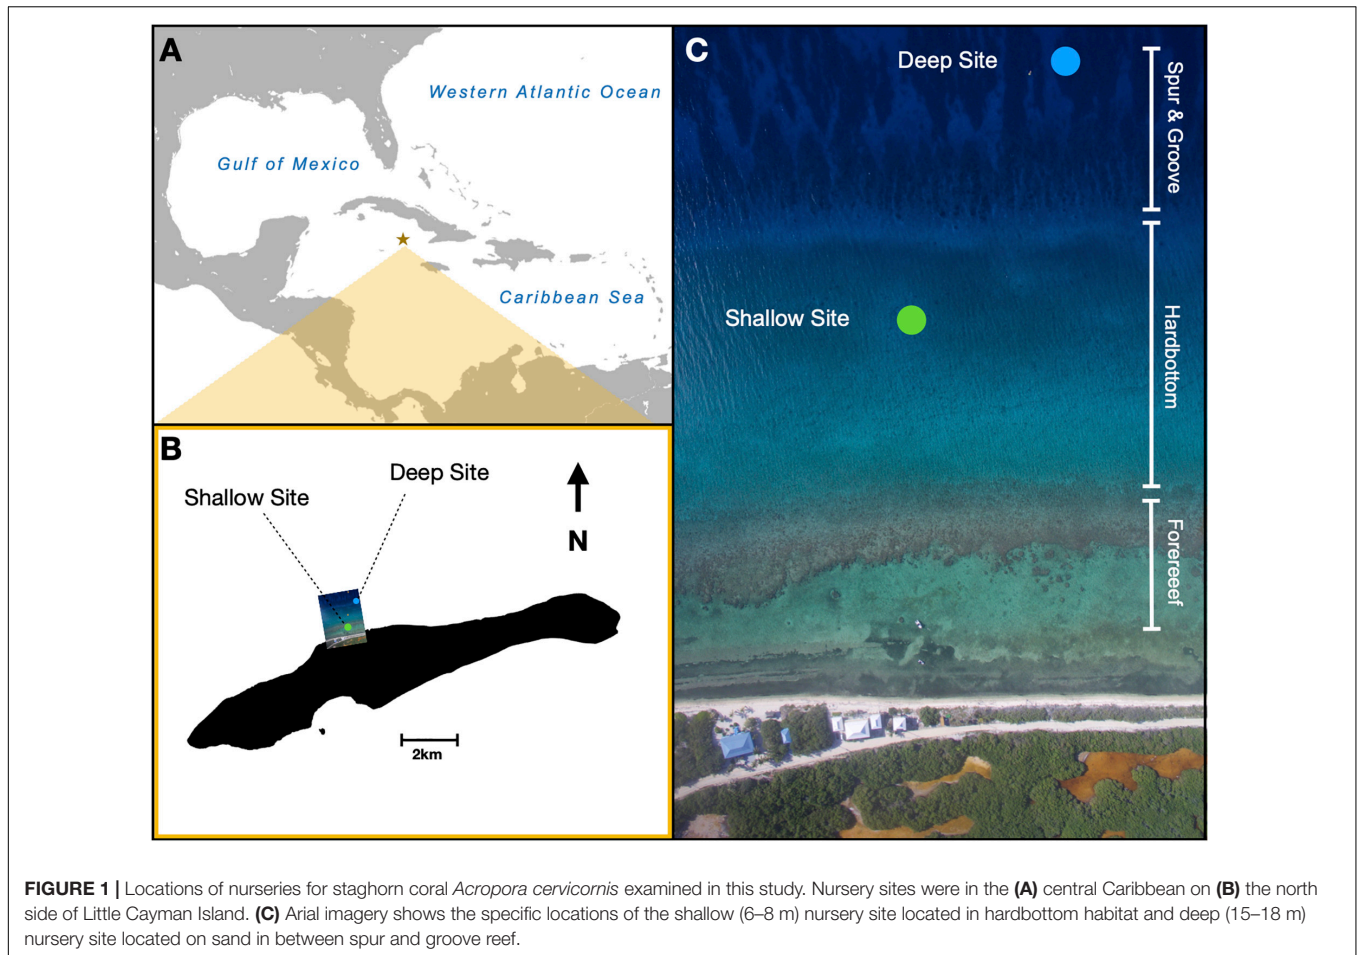 A
Western Atlantic Ocean
Gulf of Mexico
Caribbean Sea
B
Deep Site
Shallow Site
N
2km
C
Deep Site
Spur & Groove
Shallow Site
Hardbottom
Forereeef
FIGURE 1 | Locations of nurseries for staghorn coral Acropora cervicornis examined in this study. Nursery sites were in the (A) central Caribbean on (B) the north
side of Little Cayman Island. (C) Arial imagery shows the specific locations of the shallow (6–8 m) nursery site located in hardbottom habitat and deep (15–18 m)
nursery site located on sand in between spur and groove reef.